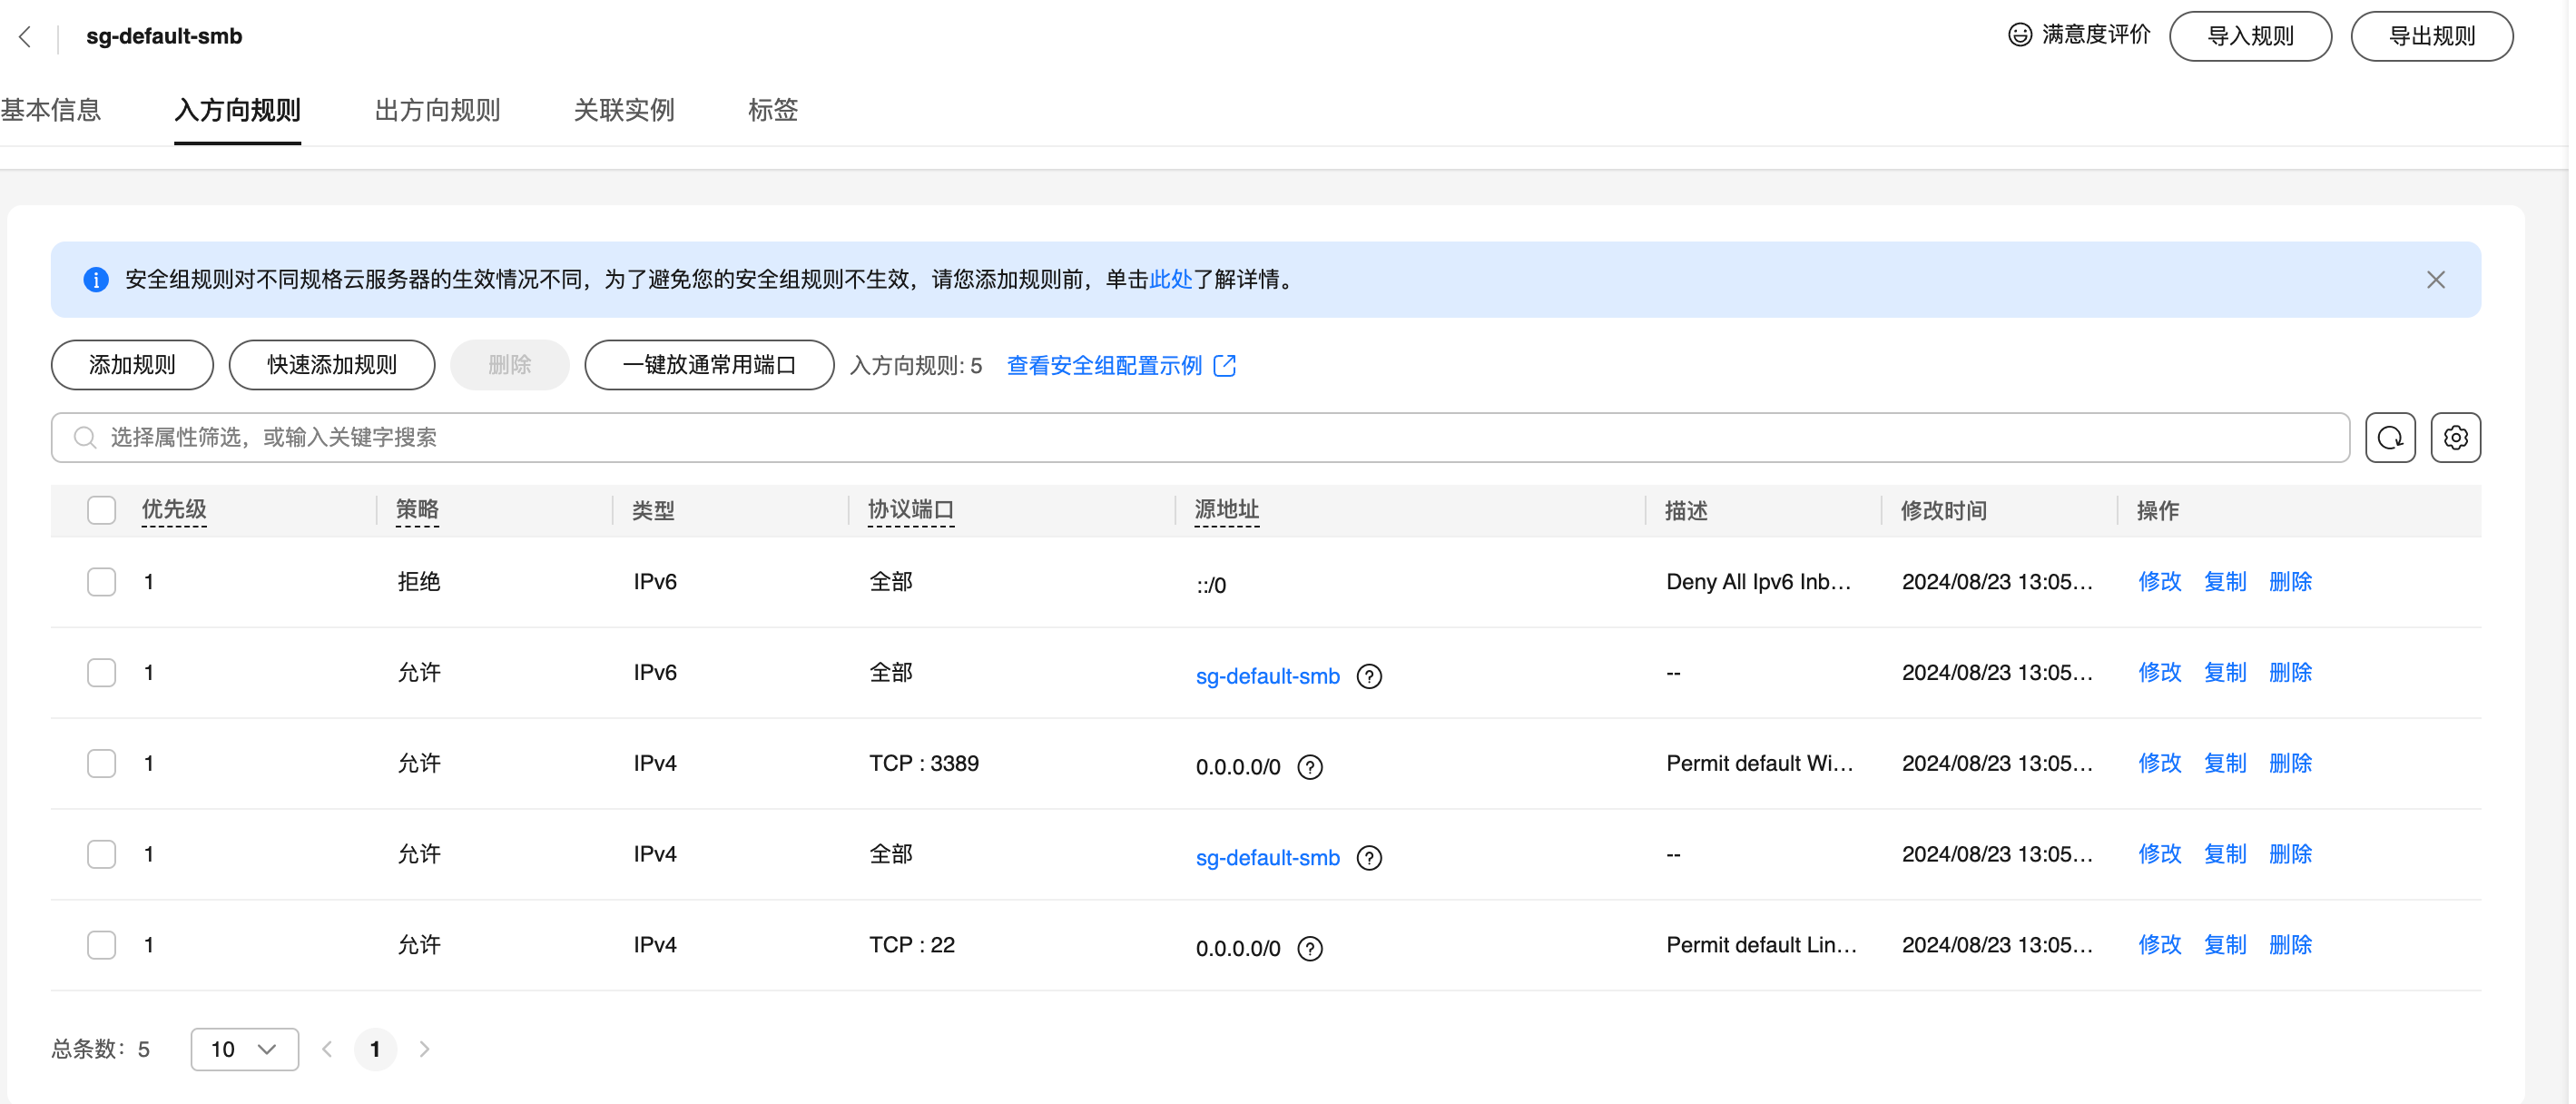 sg-default-smb 满意度评价 导入规则 导出规则
基本信息 入方向规则 出方向规则 关联实例 标签
安全组规则对不同规格云服务器的生效情况不同，为了避免您的安全组规则不生效，请您添加规则前，单击此处了解详情。
添加规则 快速添加规则 删除 一键放通常用端口 入方向规则: 5 查看安全组配置示例
选择属性筛选，或输入关键字搜索
优先级 策略 类型 协议端口 源地址 描述 修改时间 操作
1 拒绝 IPv6 全部 ::/0 Deny All Ipv6 Inb... 2024/08/23 13:05... 修改 复制 删除
1 允许 IPv6 全部 sg-default-smb -- 2024/08/23 13:05... 修改 复制 删除
1 允许 IPv4 TCP : 3389 0.0.0.0/0 Permit default Wi... 2024/08/23 13:05... 修改 复制 删除
1 允许 IPv4 全部 sg-default-smb -- 2024/08/23 13:05... 修改 复制 删除
1 允许 IPv4 TCP : 22 0.0.0.0/0 Permit default Lin... 2024/08/23 13:05... 修改 复制 删除
总条数：5 10 1